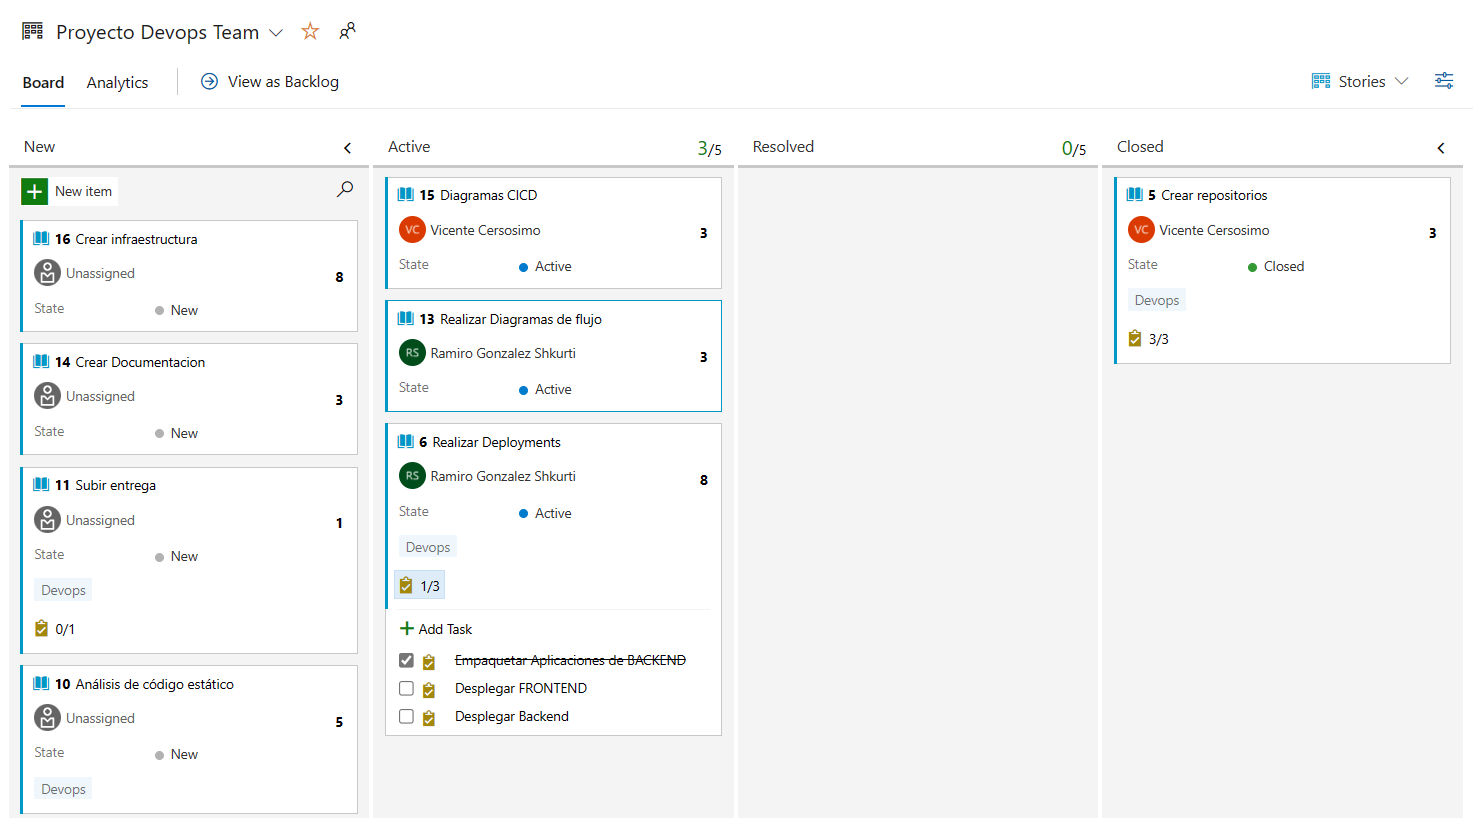 Proyecto Devops Team
Board Analytics View as Backlog Stories
New
New item
16 Crear infraestructura
Unassigned
8
State New
14 Crear Documentacion
Unassigned
3
State New
11 Subir entrega
Unassigned
1
State New
Devops
0/1
10 Análisis de código estático
Unassigned
5
State New
Devops
Active 3/5
15 Diagramas CICD
VC Vicente Cersosimo
3
State Active
13 Realizar Diagramas de flujo
RS Ramiro Gonzalez Shkurti
3
State Active
6 Realizar Deployments
RS Ramiro Gonzalez Shkurti
8
State Active
Devops
1/3
Add Task
Empaquetar Aplicaciones de BACKEND
Desplegar FRONTEND
Desplegar Backend
Resolved 0/5
Closed
5 Crear repositorios
VC Vicente Cersosimo
3
State Closed
Devops
3/3